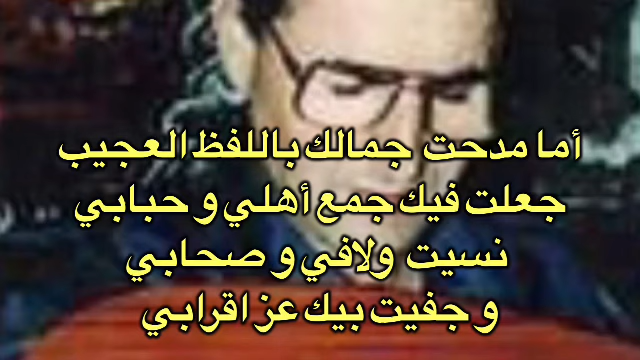 أما مدحت جمالك باللفظ العجيب
جعلت فيك جمع أهلي و حبابي
نسيت ولافي و صحابي
و جفيت بيك عز اقرابي